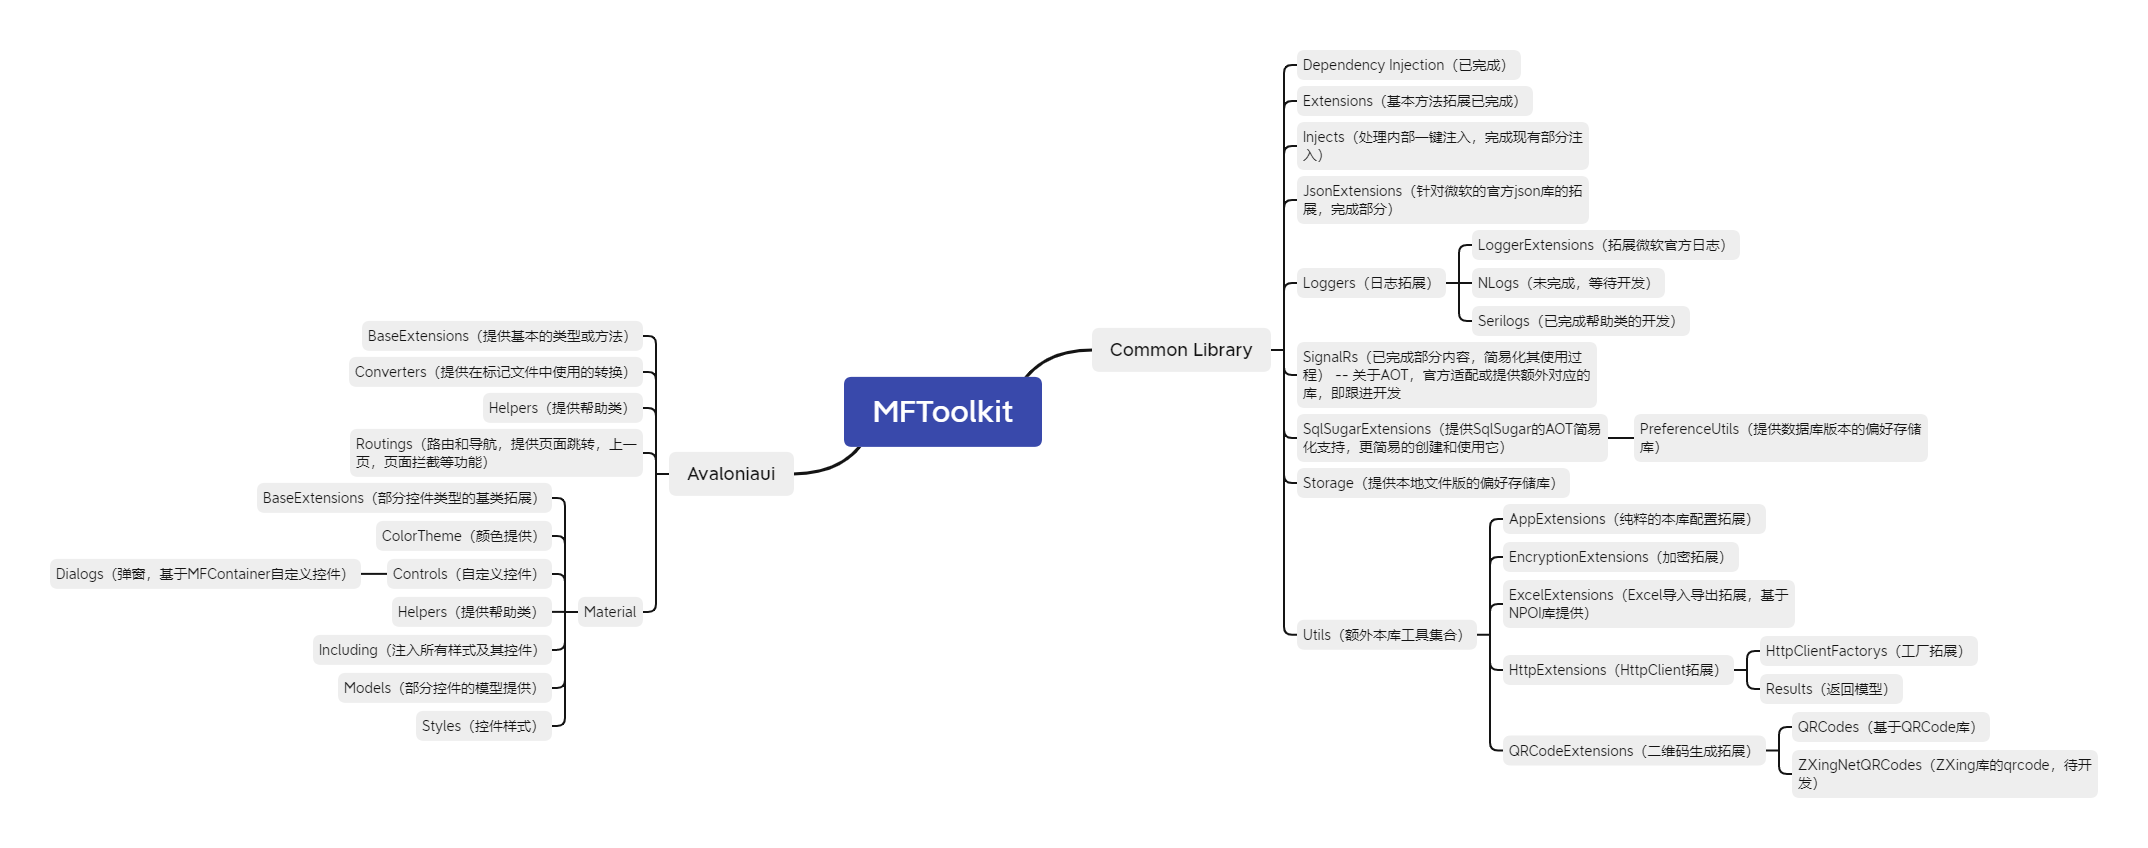 MFToolkit
Common Library
Dependency Injection（已完成）
Extensions（基本方法拓展已完成）
Injects（处理内部一键注入，完成现有部分注
入）
JsonExtensions（针对微软的官方json库的拓
展，完成部分）
Loggers（日志拓展）
LoggerExtensions（拓展微软官方日志）
NLogs（未完成，等待开发）
Serilogs（已完成帮助类的开发）
SignalRs（已完成部分内容，简易化其使用过
程） -- 关于AOT，官方适配或提供额外对应的
库，即跟进开发
SqlSugarExtensions（提供SqlSugar的AOT简易
化支持，更简易的创建和使用它）
PreferenceUtils（提供数据库版本的偏好存储
库）
Storage（提供本地文件版的偏好存储库）
Utils（额外本库工具集合）
AppExtensions（纯粹的本库配置拓展）
EncryptionExtensions（加密拓展）
ExcelExtensions（Excel导入导出拓展，基于
NPOI库提供）
HttpExtensions（HttpClient拓展）
HttpClientFactorys（工厂拓展）
Results（返回模型）
QRCodeExtensions（二维码生成拓展）
QRCodes（基于QRCode库）
ZXingNetQRCodes（ZXing库的qrcode，待开
发）
Avaloniaui
BaseExtensions（提供基本的类型或方法）
Converters（提供在标记文件中使用的转换）
Helpers（提供帮助类）
Routings（路由和导航，提供页面跳转，上一
页，页面拦截等功能）
Material
BaseExtensions（部分控件类型的基类拓展）
ColorTheme（颜色提供）
Controls（自定义控件）
Dialogs（弹窗，基于MFContainer自定义控件）
Helpers（提供帮助类）
Including（注入所有样式及其控件）
Models（部分控件的模型提供）
Styles（控件样式）